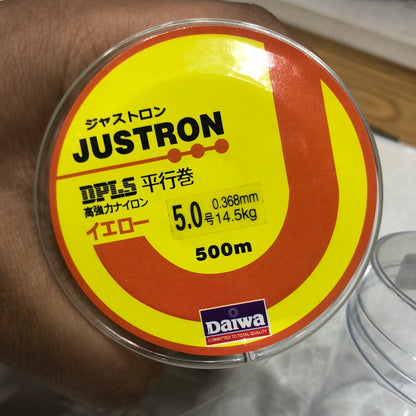 ジャストロン
JUSTRON
DPLS 平行巻
高強力ナイロン
イエロー
5.0号 0.368mm
14.5kg
500m
Daiwa
COMMITTED TO TOTAL QUALITY